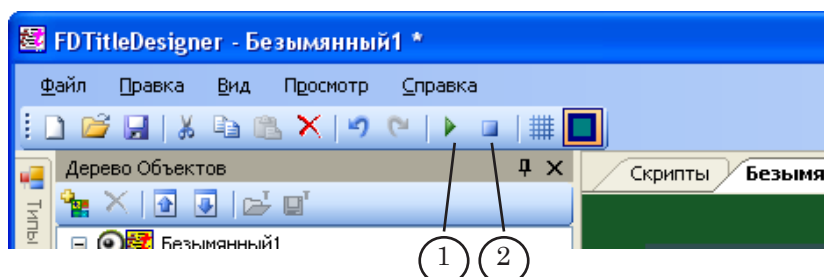 FDTitleDesigner - Безымянный1 *
Файл Правка Вид Просмотр Справка
Дерево Объектов
Скрипты Безымя
Типы
Безымянный1
1 2